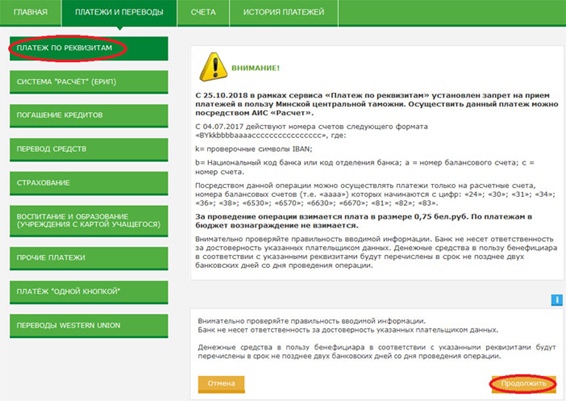 ГЛАВНАЯ ПЛАТЕЖИ И ПЕРЕВОДЫ СЧЕТА ИСТОРИЯ ПЛАТЕЖЕЙ
ПЛАТЕЖ ПО РЕКВИЗИТАМ
СИСТЕМА "РАСЧЁТ" (ЕРИП)
ПОГАШЕНИЕ КРЕДИТОВ
ПЕРЕВОД СРЕДСТВ
СТРАХОВАНИЕ
ВОСПИТАНИЕ И ОБРАЗОВАНИЕ
(УЧРЕЖДЕНИЯ С КАРТОЙ УЧАЩЕГОСЯ)
ПРОЧИЕ ПЛАТЕЖИ
ПЛАТЁЖ "ОДНОЙ КНОПКОЙ"
ПЕРЕВОДЫ WESTERN UNION
ВНИМАНИЕ!
С 25.10.2018 в рамках сервиса «Платеж по реквизитам» установлен запрет на прием
платежей в пользу Минской центральной таможни. Осуществить данный платеж можно
посредством АИС «Расчет».
С 04.07.2017 действуют номера счетов следующего формата
«BYkkbbbbaaaacccccccccccccccc», где:
k= проверочные символы IBAN;
b= Национальный код банка или код отделения банка; a = номер балансового счета; c =
номер счета.
Посредством данной операции можно осуществлять платежи только на расчетные счета,
номера балансовых счетов (т.е. «aaaa») которых начинаются с цифр: «24»; «30»; «31»; «34»;
«36»; «38»; «6530»; «6570»; «6630»; «6670»; «81»; «82»; «83».
За проведение операции взимается плата в размере 0,75 бел.руб. По платежам в
бюджет вознаграждение не взимается.
Внимательно проверяйте правильность вводимой информации. Банк не несет ответственность
за достоверность указанных плательщиком данных. Денежные средства в пользу бенефициара
в соответствии с указанными реквизитами будут перечислены в срок не позднее двух
банковских дней со дня проведения операции.
i
Внимательно проверяйте правильность вводимой информации.
Банк не несет ответственность за достоверность указанных плательщиком данных.
Денежные средства в пользу бенефициара в соответствии с указанными реквизитами будут
перечислены в срок не позднее двух банковских дней со дня проведения операции.
Отмена Продолжить